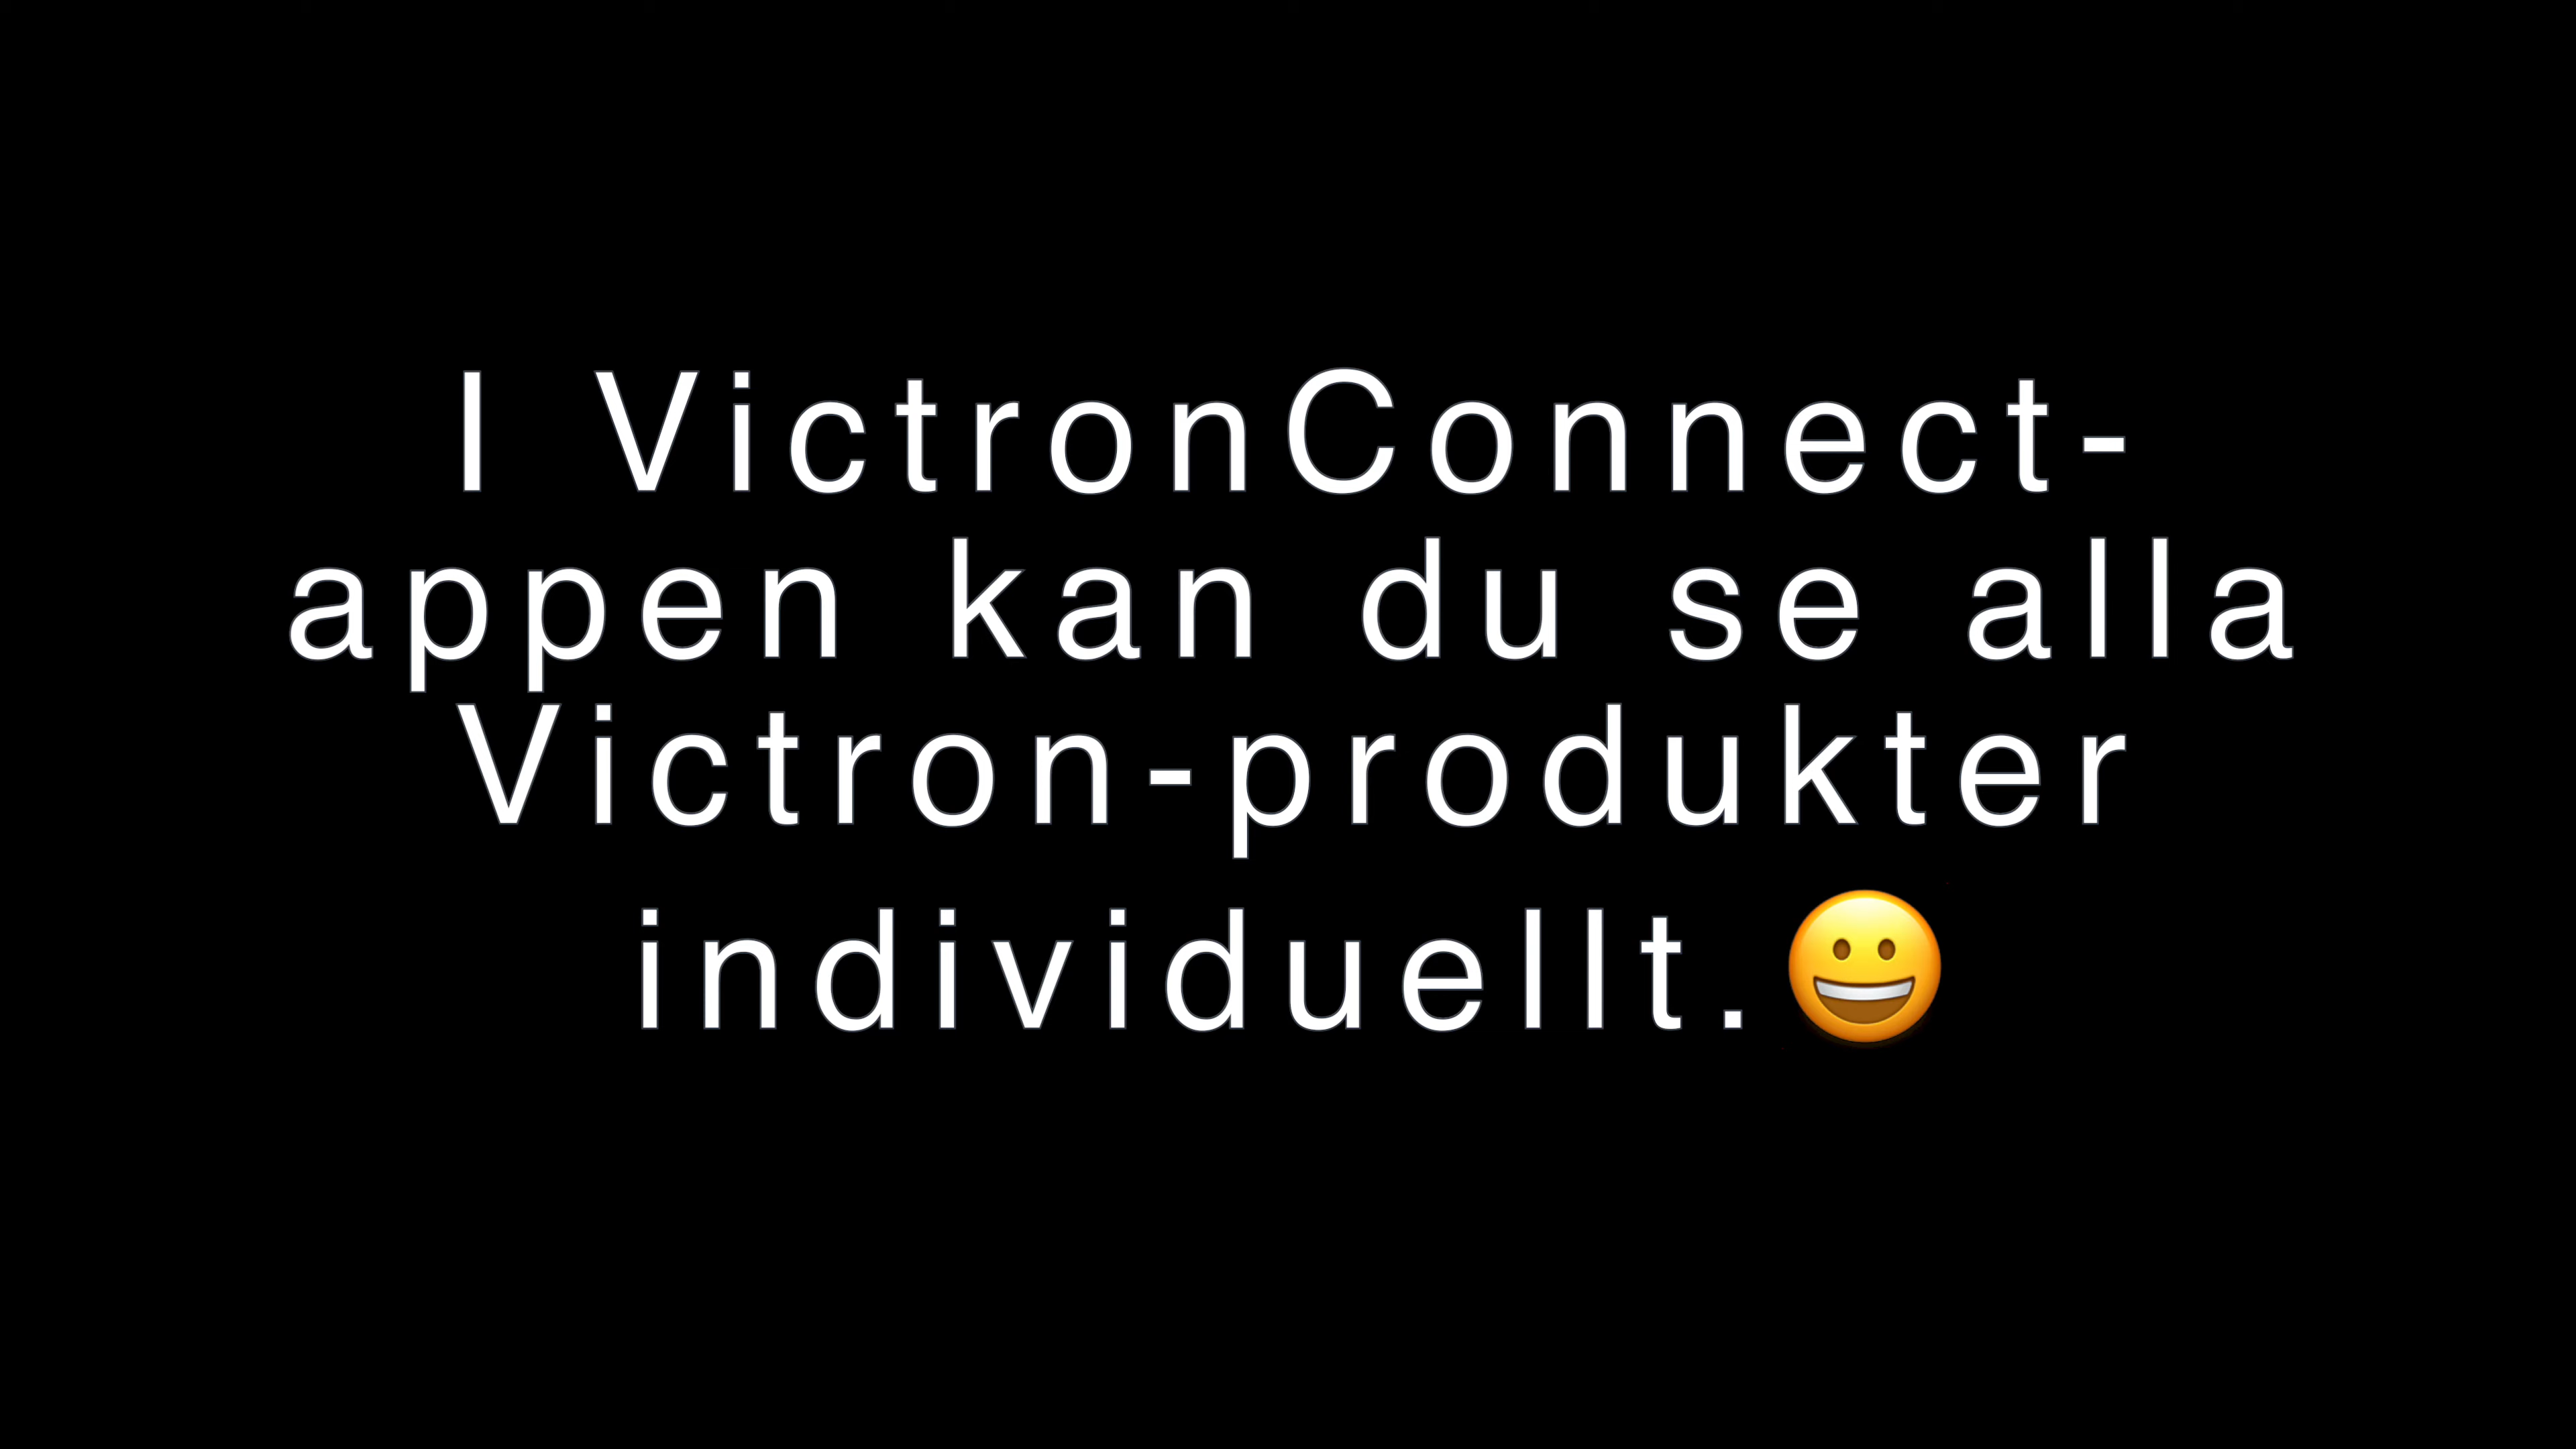 I VictronConnect-
appen kan du se alla
Victron-produkter
individuellt.😀